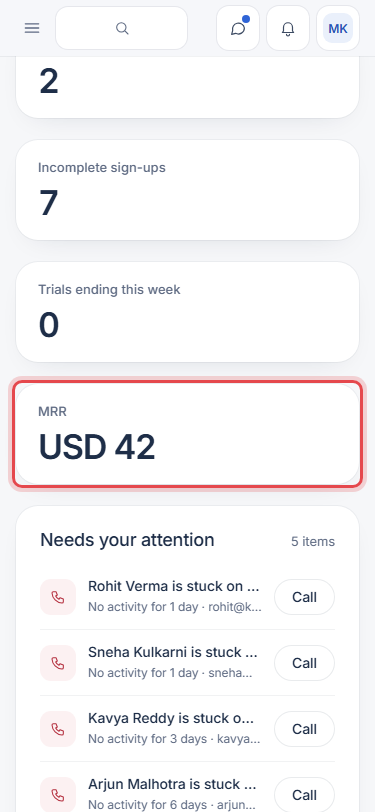 MK
2
Incomplete sign-ups
7
Trials ending this week
0
MRR
USD 42
Needs your attention
5 items
Rohit Verma is stuck on ...
No activity for 1 day · rohit@k...
Call
Sneha Kulkarni is stuck ...
No activity for 1 day · sneha...
Call
Kavya Reddy is stuck o...
No activity for 3 days · kavya...
Call
Arjun Malhotra is stuck ...
No activity for 6 days · arjun...
Call